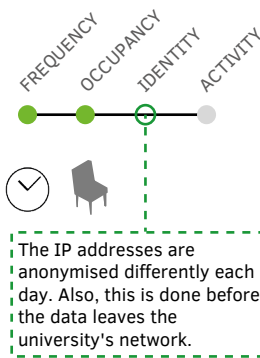 FREQUENCY
OCCUPANCY
IDENTITY
ACTIVITY
The IP addresses are
anonymised differently each
day. Also, this is done before
the data leaves the
university's network.